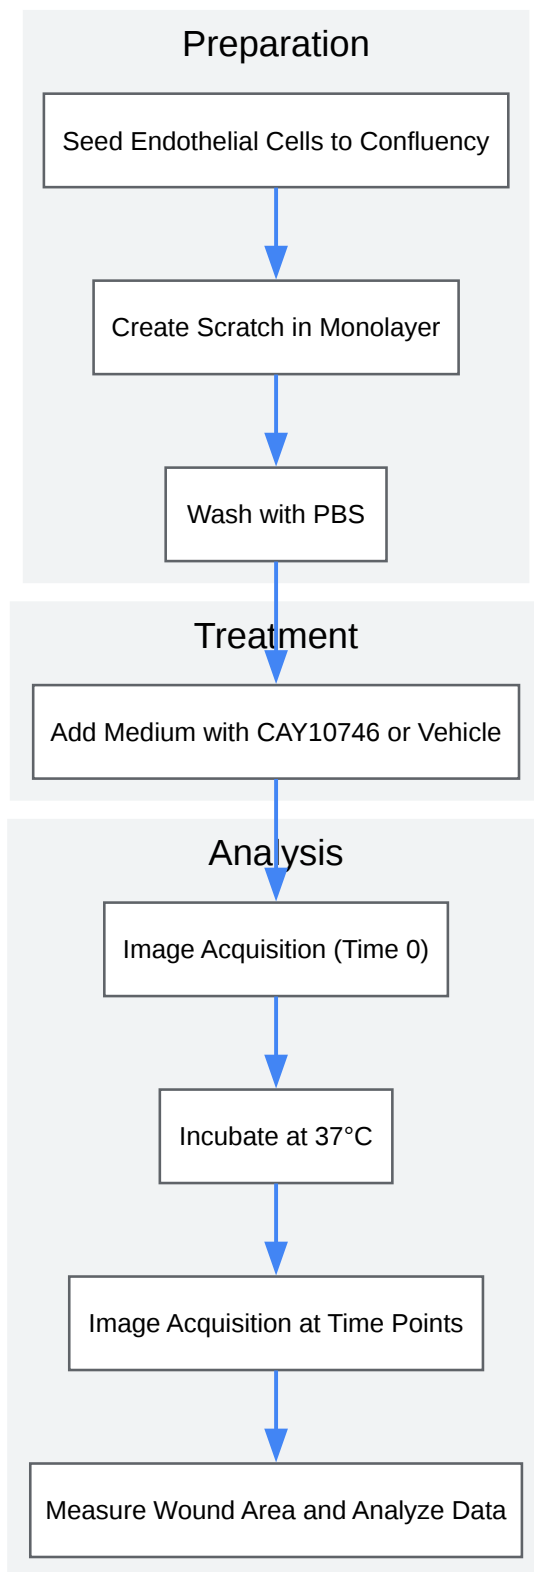 Preparation
Seed Endothelial Cells to Confluency
Create Scratch in Monolayer
Wash with PBS
Treatment
Add Medium with CAY10746 or Vehicle
Analysis
Image Acquisition (Time 0)
Incubate at 37°C
Image Acquisition at Time Points
Measure Wound Area and Analyze Data